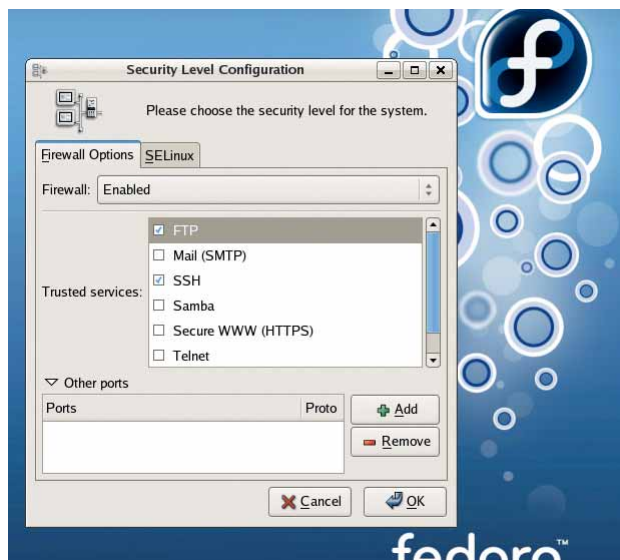 Security Level Configuration
Please choose the security level for the system.
Firewall Options SELinux
Firewall: Enabled
Trusted services:
FTP
Mail (SMTP)
SSH
Samba
Secure WWW (HTTPS)
Telnet
Other ports
Ports Proto
Add
Remove
Cancel OK
fedora™